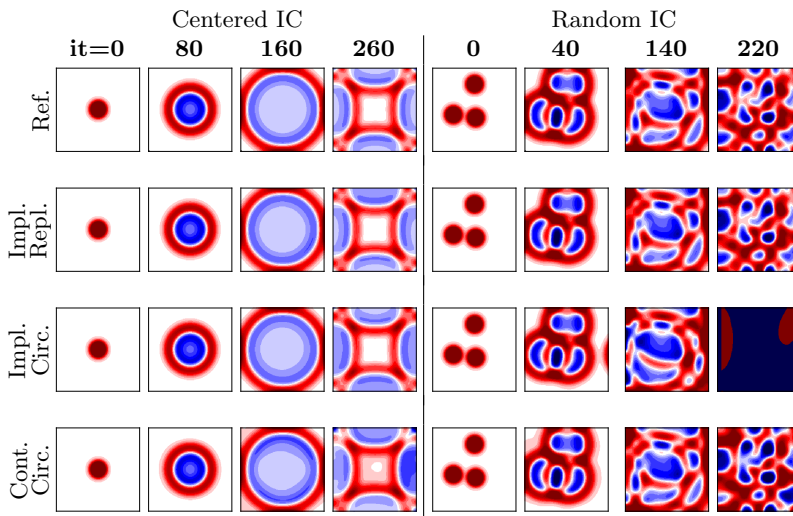 Centered IC Random IC
it=0 80 160 260 0 40 140 220
Ref.
Impl.
Repl.
Impl.
Circ.
Cont.
Circ.